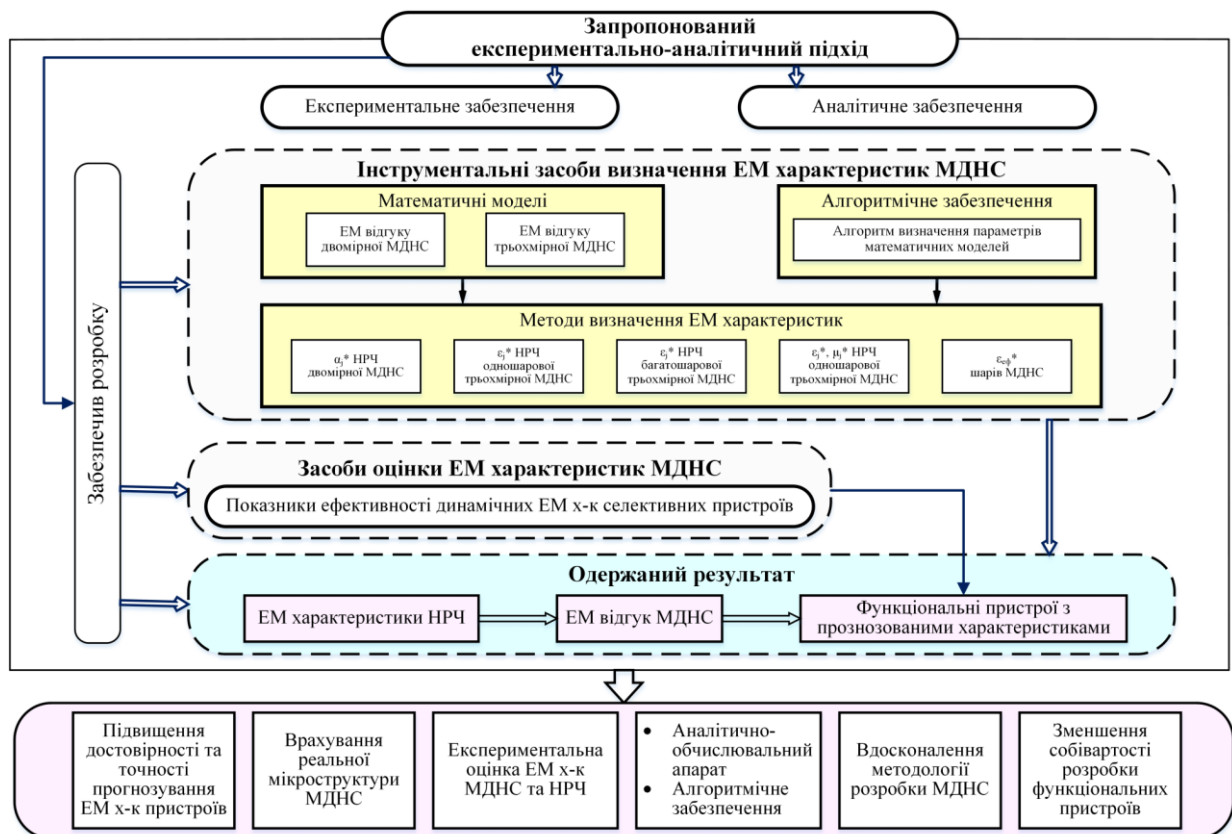 Запропонований
експериментально-аналітичний підхід
Експериментальне забезпечення
Аналітичне забезпечення
Забезпечив розробку
Інструментальні засоби визначення ЕМ характеристик МДНС
Математичні моделі
ЕМ відгуку
двомірної МДНС
ЕМ відгуку
трьохмірної МДНС
Алгоритмічне забезпечення
Алгоритм визначення параметрів
математичних моделей
Методи визначення ЕМ характеристик
αⱼ* НРЧ
двомірної МДНС
εⱼ* НРЧ
одношарової
трьохмірної МДНС
εⱼ* НРЧ
багатошарової
трьохмірної МДНС
εⱼ*, μⱼ* НРЧ
одношарової
трьохмірної МДНС
εеф*
шарів МДНС
Засоби оцінки ЕМ характеристик МДНС
Показники ефективності динамічних ЕМ х-к селективних пристроїв
Одержаний результат
ЕМ характеристики НРЧ
ЕМ відгук МДНС
Функціональні пристрої з
прознозованими характеристиками
Підвищення
достовірності та
точності
прогнозування
ЕМ х-к пристроїв
Врахування
реальної
мікроструктури
МДНС
Експериментальна
оцінка ЕМ х-к
МДНС та НРЧ
• Аналітично-
обчислювальний
апарат
• Алгоритмічне
забезпечення
Вдосконалення
методології
розробки МДНС
Зменшення
собівартості
розробки
функціональних
пристроїв